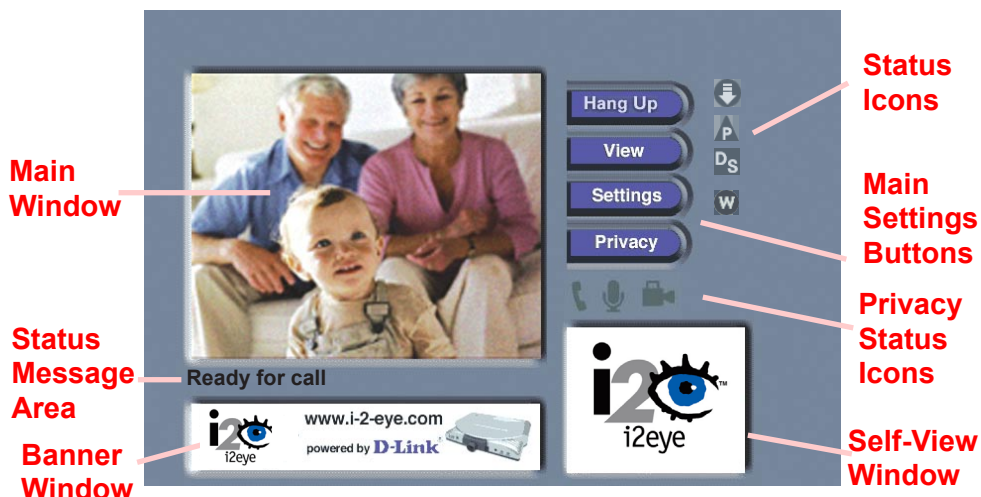 Status
Icons
Hang Up
P
View
DS
Main
Window
Settings
W
Main
Settings
Buttons
Privacy
Privacy
Status
Icons
Status
Message
Area
Ready for call
i2
™
i2eye
i2
i2eye
www.i-2-eye.com
powered by D-Link
Banner
Window
Self-View
Window